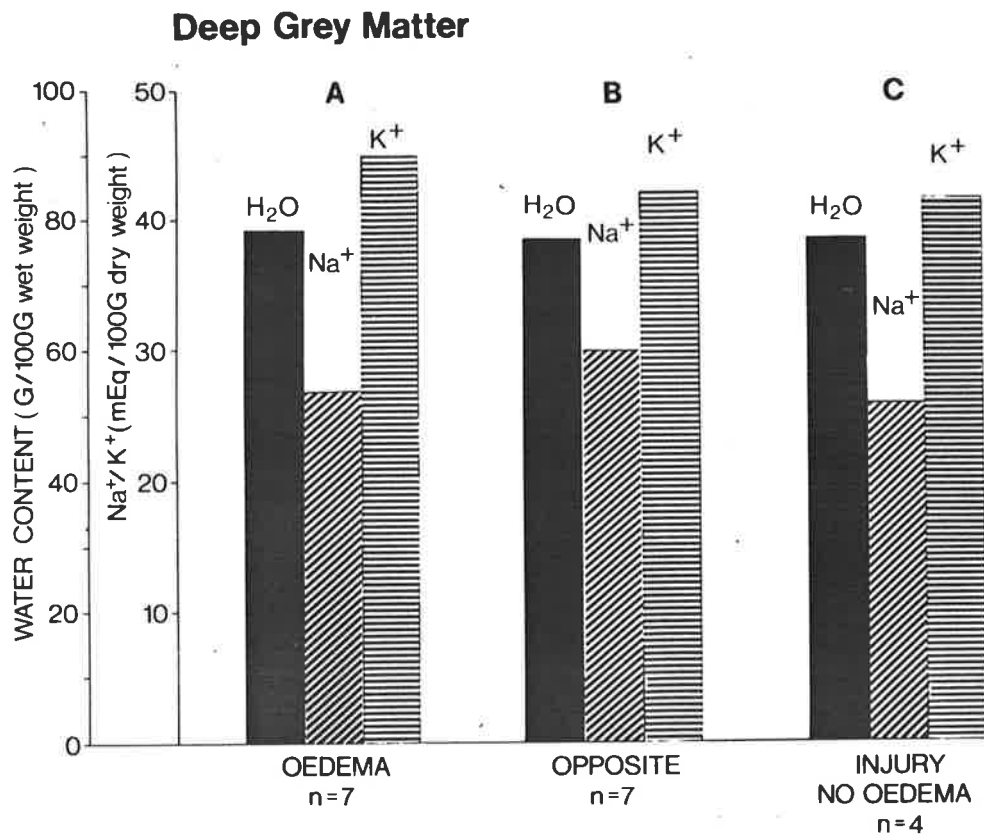 Deep Grey Matter
WATER CONTENT (G/100G wet weight)
100
80
60
40
20
0
Na⁺/K⁺ (mEq/100G dry weight)
50
40
30
20
10
A
H₂O
Na⁺
K⁺
OEDEMA
n=7
B
H₂O
Na⁺
K⁺
OPPOSITE
n=7
C
H₂O
Na⁺
K⁺
INJURY
NO OEDEMA
n=4